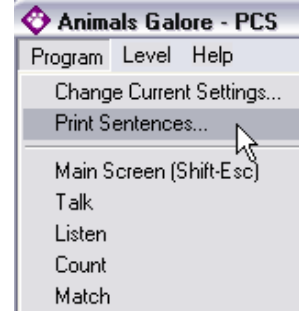 Animals Galore - PCS
Program Level Help
Change Current Settings...
Print Sentences...
Main Screen (Shift-Esc)
Talk
Listen
Count
Match